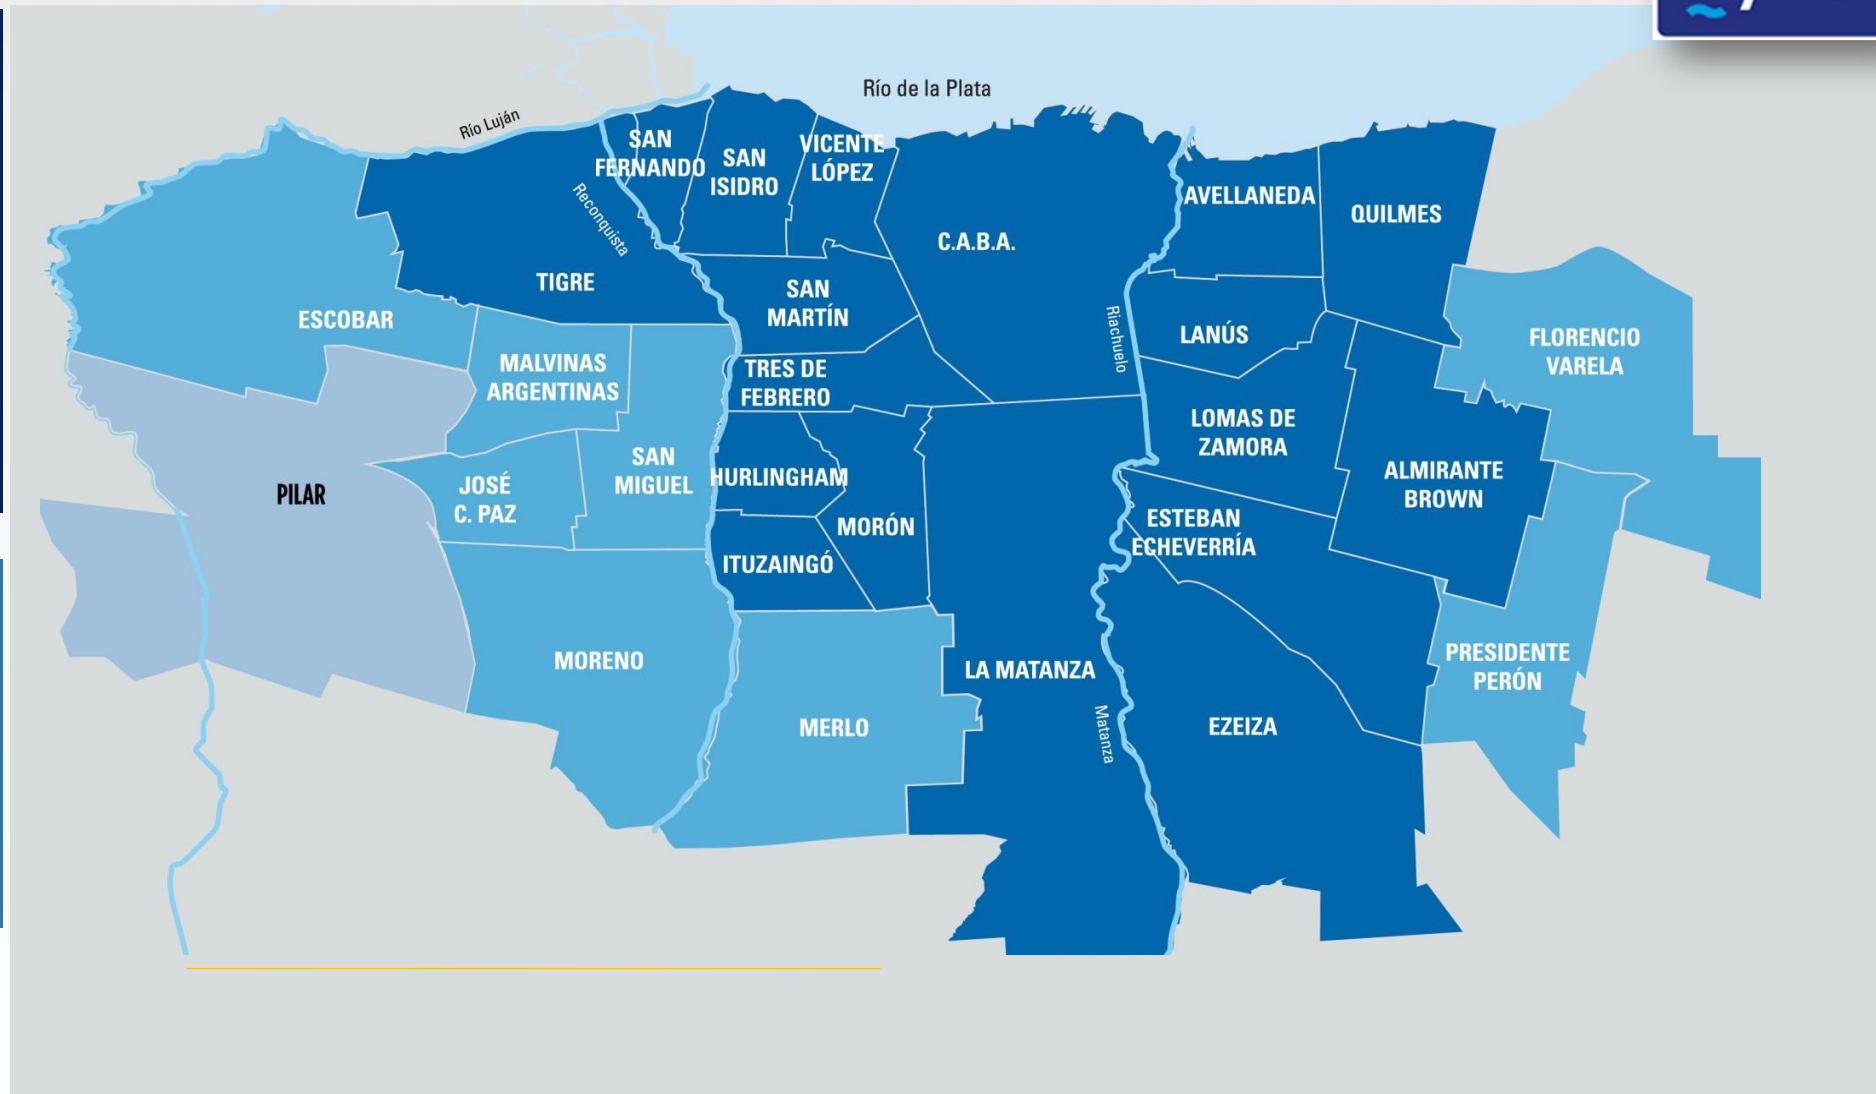 Río de la Plata
Río Luján
SAN
FERNANDO
SAN
ISIDRO
VICENTE
LÓPEZ
Reconquista
AVELLANEDA
QUILMES
C.A.B.A.
TIGRE
SAN
MARTÍN
ESCOBAR
Riachuelo
LANÚS
FLORENCIO
VARELA
MALVINAS
ARGENTINAS
TRES DE
FEBRERO
LOMAS DE
ZAMORA
SAN
MIGUEL
HURLINGHAM
ALMIRANTE
BROWN
PILAR
JOSÉ
C. PAZ
MORÓN
ESTEBAN
ECHEVERRÍA
ITUZAINGÓ
MORENO
LA MATANZA
PRESIDENTE
PERÓN
MERLO
Matanza
EZEIZA